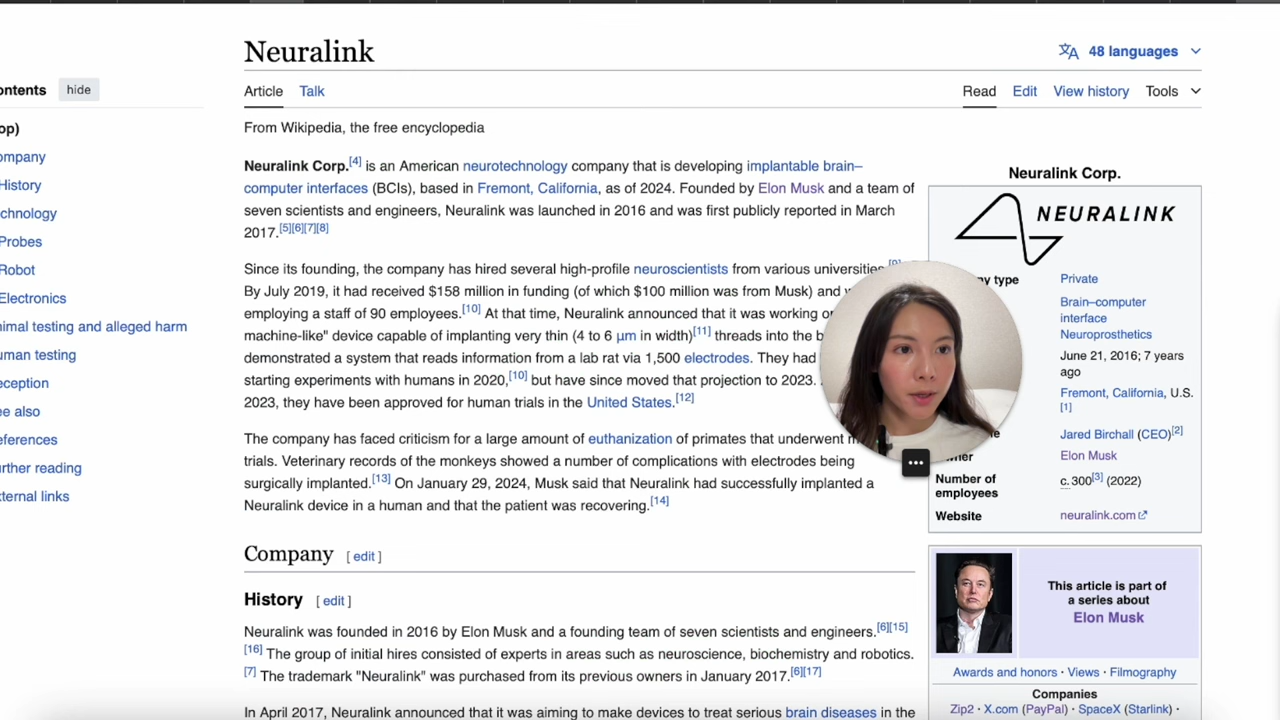 Neuralink
48 languages
ontents hide
Article Talk
Read Edit View history Tools
op)
From Wikipedia, the free encyclopedia
ompany
History
chnology
Probes
Robot
Electronics
nimal testing and alleged harm
uman testing
eception
ee also
eferences
urther reading
xternal links
Neuralink Corp.[4] is an American neurotechnology company that is developing implantable brain–
computer interfaces (BCIs), based in Fremont, California, as of 2024. Founded by Elon Musk and a team of
seven scientists and engineers, Neuralink was launched in 2016 and was first publicly reported in March
2017.[5][6][7][8]
Since its founding, the company has hired several high-profile neuroscientists from various universities.[9]
By July 2019, it had received $158 million in funding (of which $100 million was from Musk) and w
employing a staff of 90 employees.[10] At that time, Neuralink announced that it was working o
machine-like" device capable of implanting very thin (4 to 6 μm in width)[11] threads into the b
demonstrated a system that reads information from a lab rat via 1,500 electrodes. They had
starting experiments with humans in 2020,[10] but have since moved that projection to 2023.
2023, they have been approved for human trials in the United States.[12]
The company has faced criticism for a large amount of euthanization of primates that underwent m
trials. Veterinary records of the monkeys showed a number of complications with electrodes being
surgically implanted.[13] On January 29, 2024, Musk said that Neuralink had successfully implanted a
Neuralink device in a human and that the patient was recovering.[14]
Company [ edit ]
History [ edit ]
Neuralink was founded in 2016 by Elon Musk and a founding team of seven scientists and engineers.[6][15]
[16] The group of initial hires consisted of experts in areas such as neuroscience, biochemistry and robotics.
[7] The trademark "Neuralink" was purchased from its previous owners in January 2017.[6][17]
In April 2017, Neuralink announced that it was aiming to make devices to treat serious brain diseases in the
Neuralink Corp.
NEURALINK
ny type Private
Brain–computer
interface
Neuroprosthetics
June 21, 2016; 7 years
ago
Fremont, California, U.S.
[1]
Jared Birchall (CEO)[2]
wner Elon Musk
Number of
employees
c. 300[3] (2022)
Website neuralink.com
This article is part of
a series about
Elon Musk
Awards and honors · Views · Filmography
Companies
Zip2 · X.com (PayPal) · SpaceX (Starlink) ·